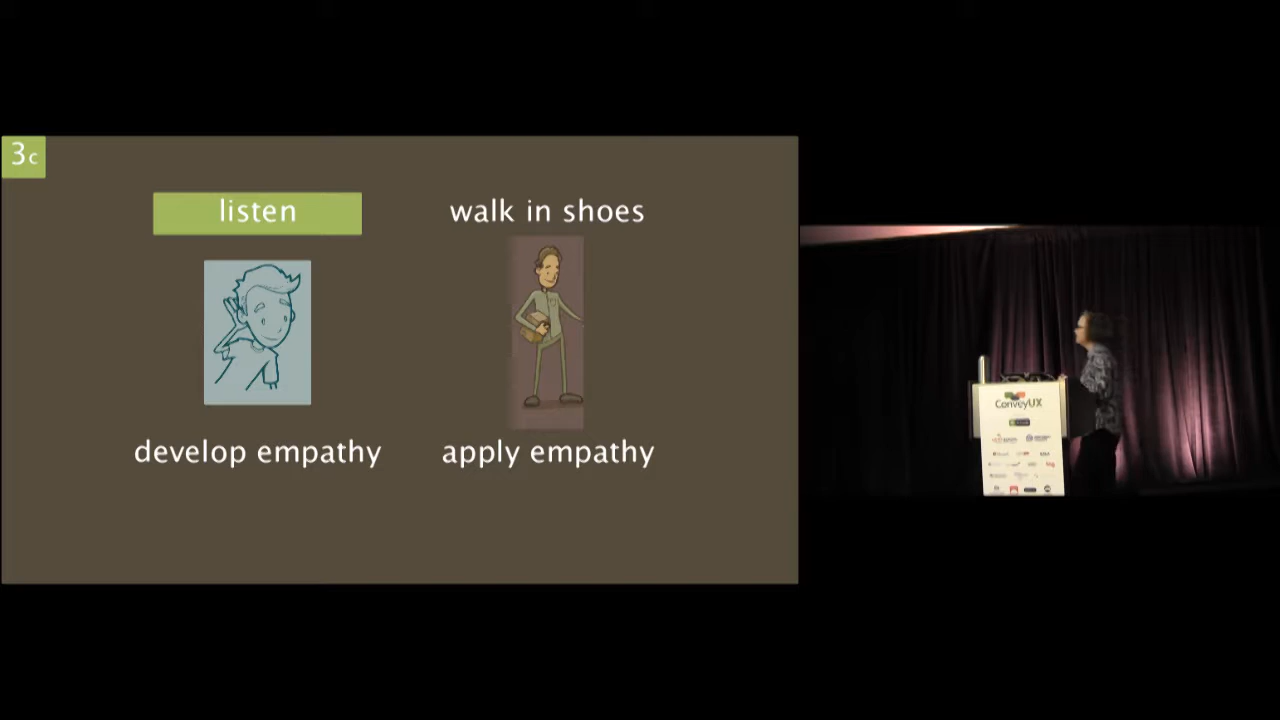 3c
listen
walk in shoes
develop empathy
apply empathy
ConveyUX